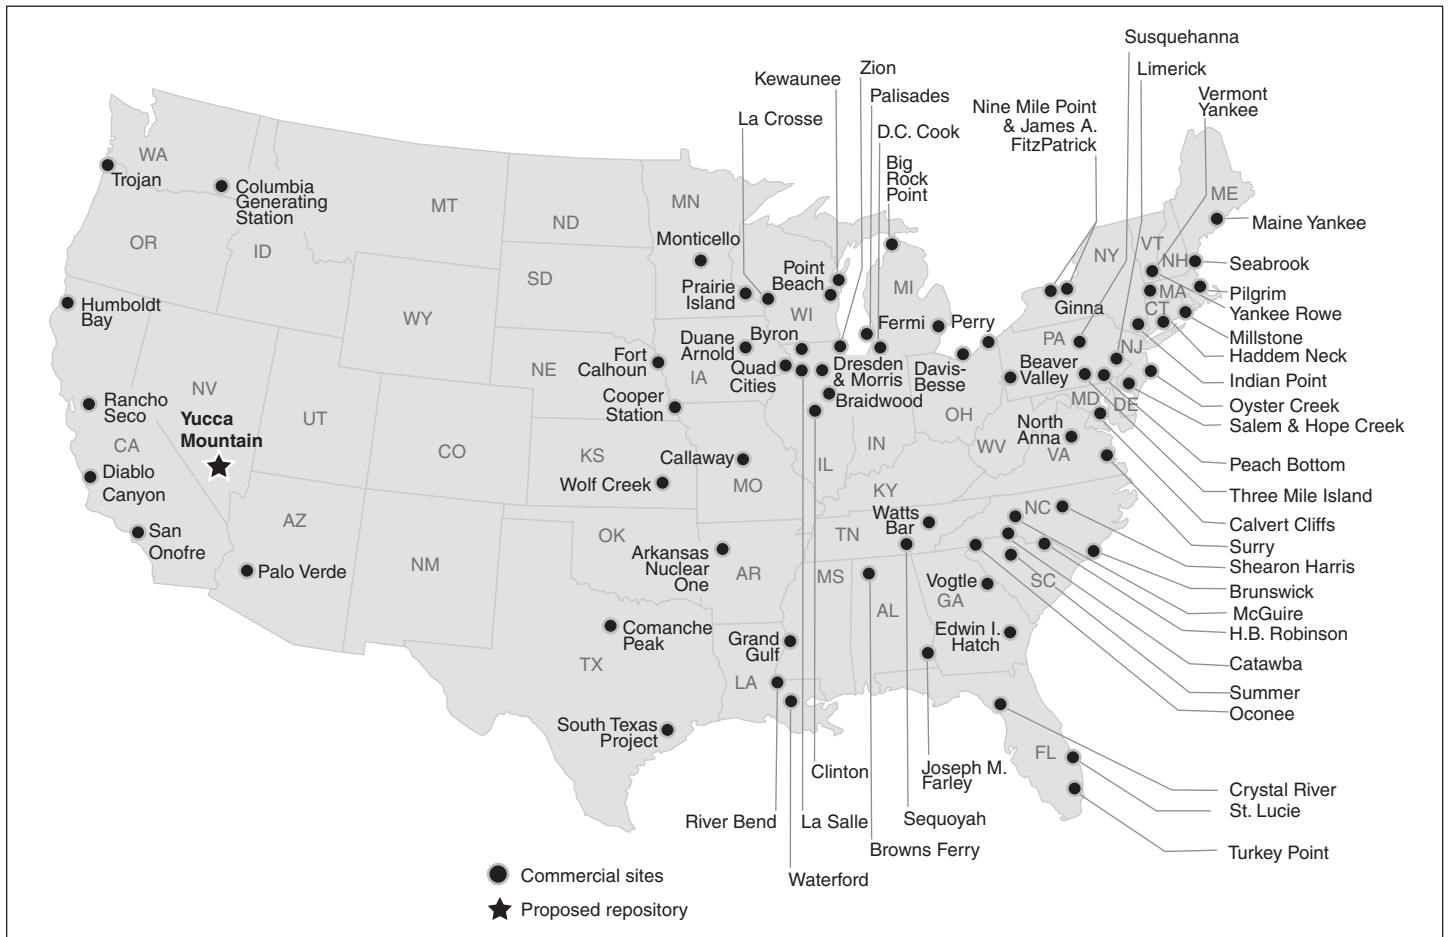 Susquehanna
Limerick
Vermont
Yankee
Zion
Kewaunee
Palisades
Nine Mile Point
& James A.
FitzPatrick
La Crosse
D.C. Cook
Big
Rock
Point
WA
Trojan
Columbia
Generating
Station
MT
ND
MN
ME
Maine Yankee
OR
ID
Monticello
NY
VT
NH
Seabrook
SD
Point
Beach
MI
Prairie
Island
Pilgrim
MA
Ginna
Yankee Rowe
Humboldt
Bay
WY
WI
CT
Fermi
Perry
Millstone
Duane
Arnold
Byron
PA
NJ
Haddem Neck
Fort
Calhoun
NE
IA
Quad
Cities
Dresden
& Morris
Davis-
Besse
Beaver
Valley
Indian Point
NV
Rancho
Seco
Cooper
Station
Braidwood
MD
DE
Oyster Creek
Yucca
Mountain
UT
OH
North
Anna
Salem & Hope Creek
CA
CO
KS
IN
WV
VA
Callaway
IL
Peach Bottom
Diablo
Canyon
Wolf Creek
MO
KY
Three Mile Island
AZ
NC
Watts
Bar
Calvert Cliffs
San
Onofre
OK
TN
Surry
Arkansas
Nuclear
One
Shearon Harris
NM
Palo Verde
AR
MS
Vogtle
SC
GA
Brunswick
AL
McGuire
Comanche
Peak
Grand
Gulf
Edwin I.
Hatch
H.B. Robinson
TX
Catawba
LA
Summer
Oconee
South Texas
Project
FL
Clinton
Joseph M.
Farley
Crystal River
St. Lucie
River Bend
La Salle
Sequoyah
Browns Ferry
Turkey Point
Waterford
Commercial sites
Proposed repository